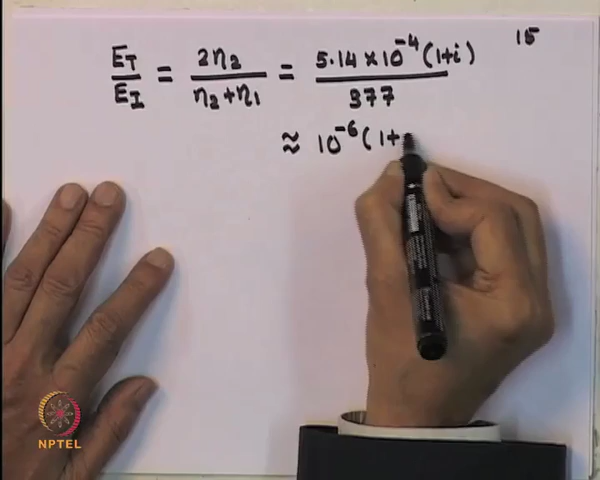 15
E_T/E_I = 2η₂/(η₂+η₁) = 5.14×10⁻⁴(1+i)/377
≈ 10⁻⁶(1+
NPTEL